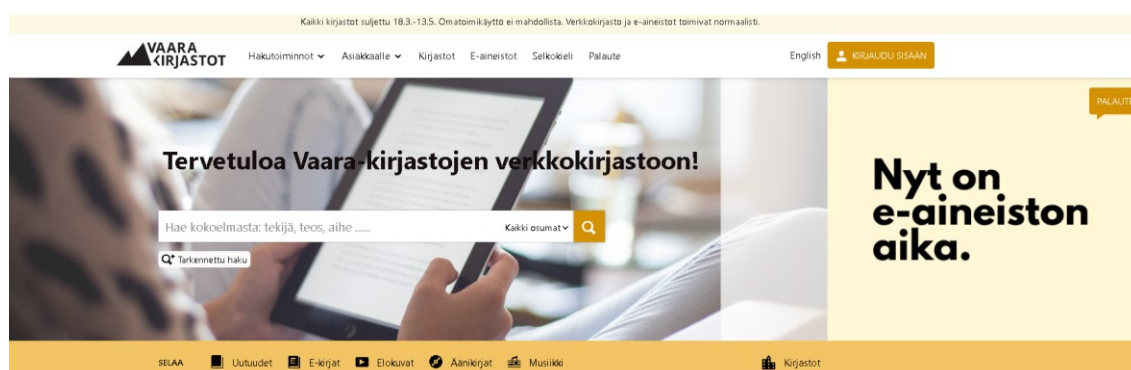 Kaikki kirjastot suljettu 18.3.-13.5. Omatoimikäyttö ei mahdollista. Verkkokirjasto ja e-aineistot toimivat normaalisti.
VAARA
KIRJASTOT
Hakutoiminnot Asiakkaalle Kirjastot E-aineistot Selkokieli Palaute English KIRJAUDU SISÄÄN
PALAUTE
Tervetuloa Vaara-kirjastojen verkkokirjastoon!
Nyt on
e-aineiston
aika.
Hae kokoelmasta: tekijä, teos, aihe ...... Kaikki osumat
Tarkennettu haku
SELAA Uutuudet E-kirjat Elokuvat Äänikirjat Musiikki Kirjastot